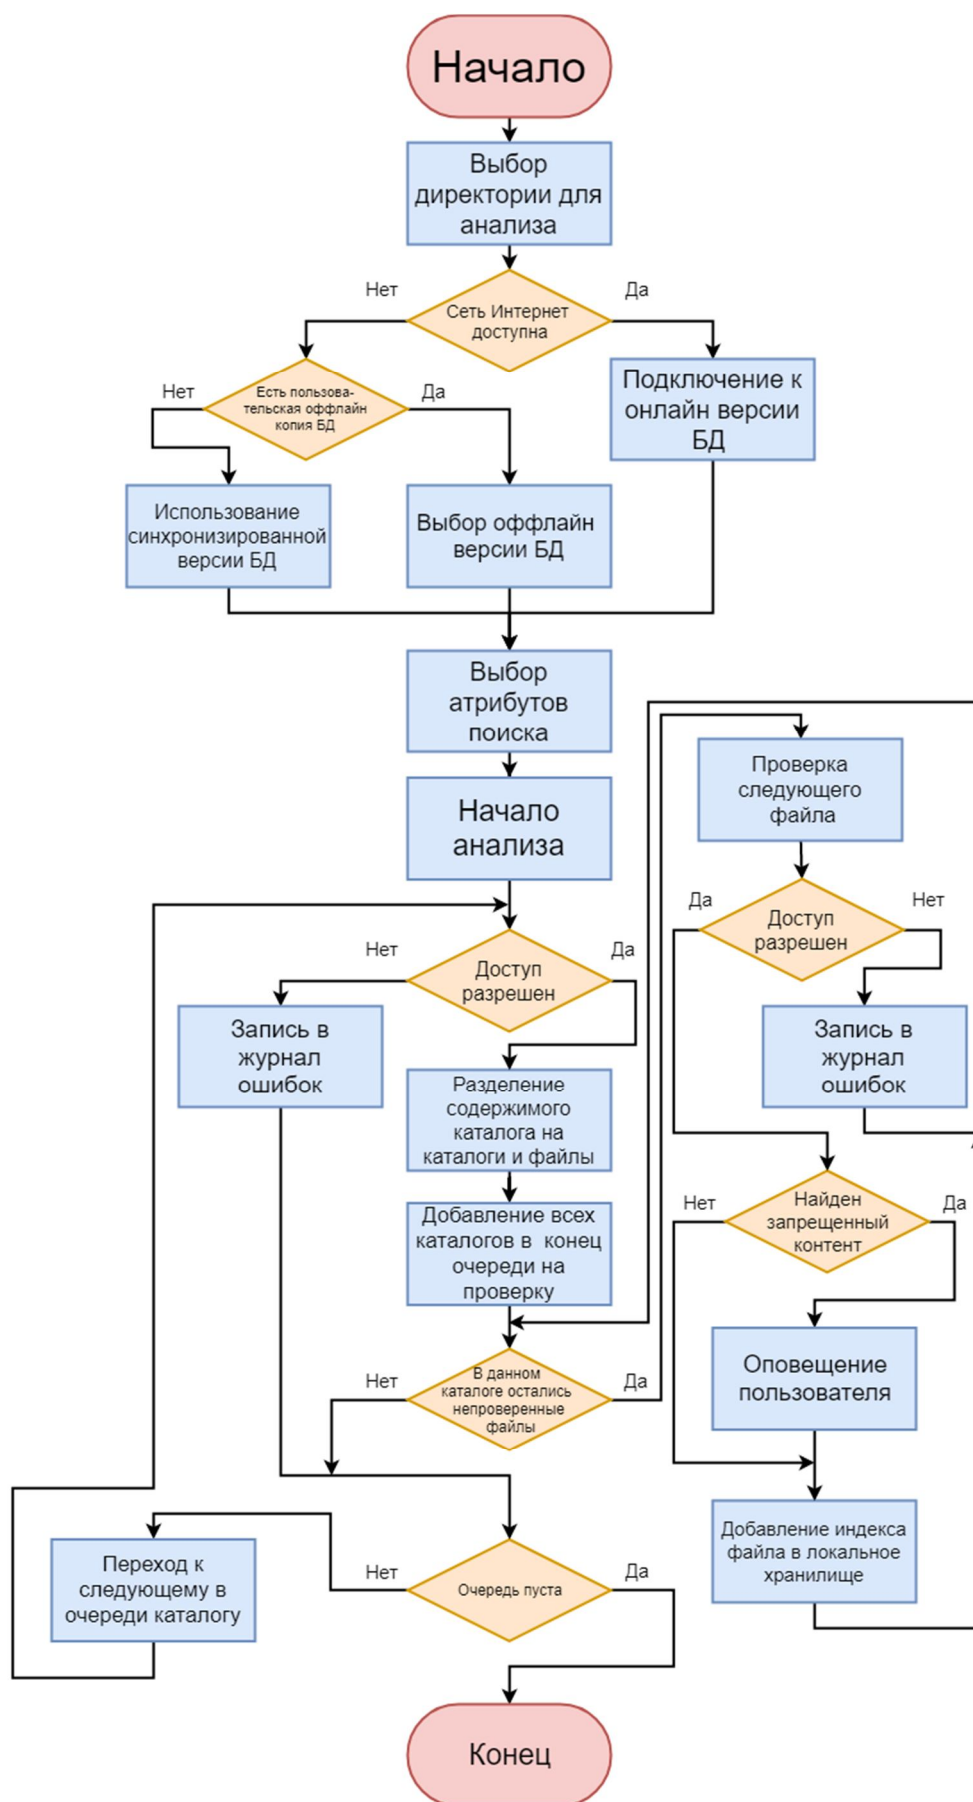 Начало
Выбор
директории для
анализа
Нет
Да
Сеть Интернет
доступна
Нет
Есть пользова-
тельская оффлайн
копия БД
Да
Подключение к
онлайн версии
БД
Использование
синхронизированной
версии БД
Выбор оффлайн
версии БД
Выбор
атрибутов
поиска
Начало
анализа
Нет
Да
Доступ
разрешен
Запись в
журнал
ошибок
Разделение
содержимого
каталога на
каталоги и файлы
Добавление всех
каталогов в конец
очереди на
проверку
Нет
В данном
каталоге остались
непроверенные
файлы
Да
Проверка
следующего
файла
Да
Нет
Доступ
разрешен
Запись в
журнал
ошибок
Нет
Найден
запрещенный
контент
Да
Оповещение
пользователя
Добавление индекса
файла в локальное
хранилище
Переход к
следующему в
очереди каталогу
Нет
Очередь пуста
Да
Конец